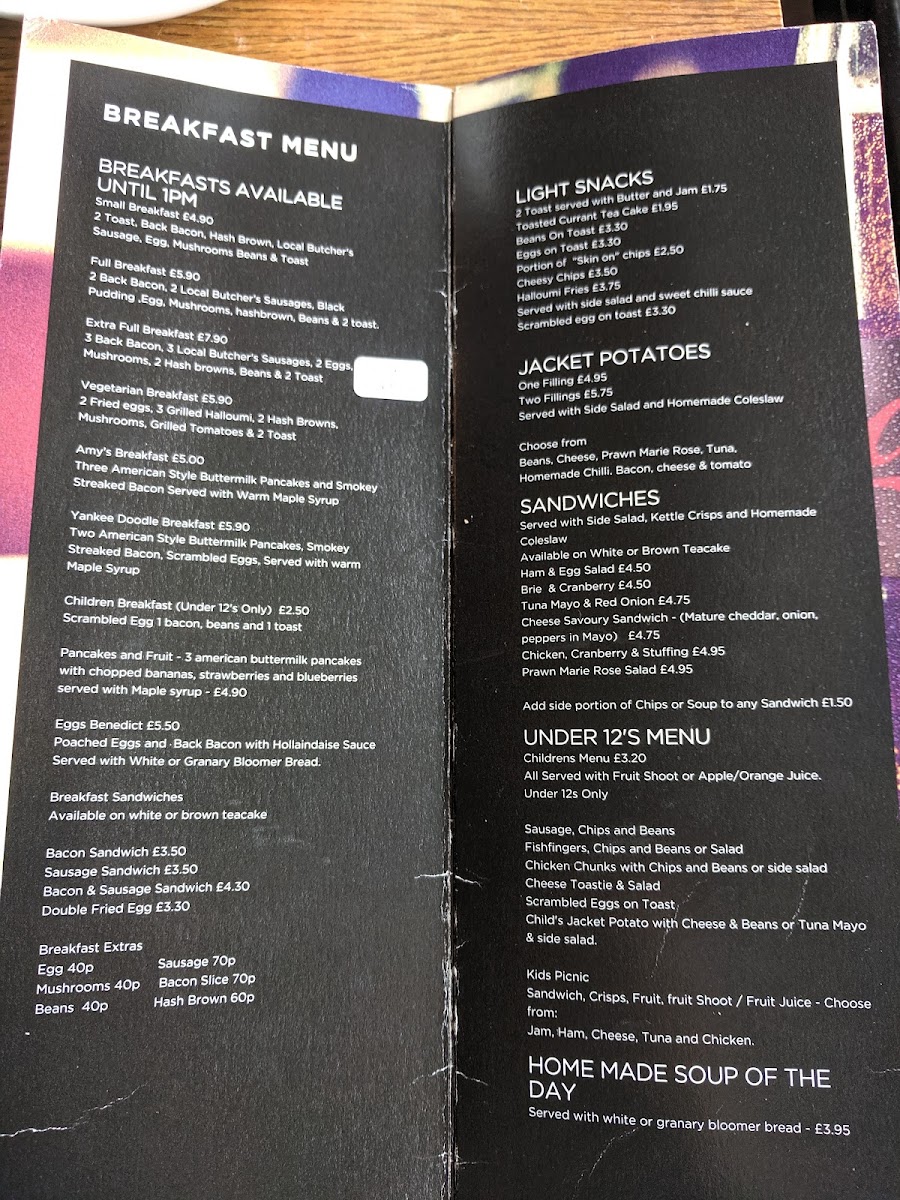 BREAKFAST MENU
BREAKFASTS AVAILABLE
UNTIL 1PM
Small Breakfast £4.90
2 Toast, Back Bacon, Hash Brown, Local Butcher's
Sausage, Egg, Mushrooms Beans & Toast
Full Breakfast £5.90
2 Back Bacon, 2 Local Butcher's Sausages, Black
Pudding ,Egg, Mushrooms, hashbrown, Beans & 2 toast.
Extra Full Breakfast £7.90
3 Back Bacon, 3 Local Butcher's Sausages, 2 Eggs,
Mushrooms, 2 Hash browns, Beans & 2 Toast
Vegetarian Breakfast £5.90
2 Fried eggs, 3 Grilled Halloumi, 2 Hash Browns,
Mushrooms, Grilled Tomatoes & 2 Toast
Amy's Breakfast £5.00
Three American Style Buttermilk Pancakes and Smokey
Streaked Bacon Served with Warm Maple Syrup
Yankee Doodle Breakfast £5.90
Two American Style Buttermilk Pancakes, Smokey
Streaked Bacon, Scrambled Eggs, Served with warm
Maple Syrup
Children Breakfast (Under 12's Only) £2.50
Scrambled Egg 1 bacon, beans and 1 toast
Pancakes and Fruit - 3 american buttermilk pancakes
with chopped bananas, strawberries and blueberries
served with Maple syrup - £4.90
Eggs Benedict £5.50
Poached Eggs and Back Bacon with Hollaindaise Sauce
Served with White or Granary Bloomer Bread.
Breakfast Sandwiches
Available on white or brown teacake
Bacon Sandwich £3.50
Sausage Sandwich £3.50
Bacon & Sausage Sandwich £4.30
Double Fried Egg £3.30
Breakfast Extras
Egg 40p Sausage 70p
Mushrooms 40p Bacon Slice 70p
Beans 40p Hash Brown 60p
LIGHT SNACKS
2 Toast served with Butter and Jam £1.75
Toasted Currant Tea Cake £1.95
Beans On Toast £3.30
Eggs on Toast £3.30
Portion of "Skin on" chips £2,50
Cheesy Chips £3.50
Halloumi Fries £3.75
Served with side salad and sweet chilli sauce
Scrambled egg on toast £3.30
JACKET POTATOES
One Filling £4.95
Two Fillings £5.75
Served with Side Salad and Homemade Coleslaw
Choose from
Beans, Cheese, Prawn Marie Rose, Tuna,
Homemade Chilli. Bacon, cheese & tomato
SANDWICHES
Served with Side Salad, Kettle Crisps and Homemade
Coleslaw
Available on White or Brown Teacake
Ham & Egg Salad £4.50
Brie & Cranberry £4.50
Tuna Mayo & Red Onion £4.75
Cheese Savoury Sandwich - (Mature cheddar, onion,
peppers in Mayo) £4.75
Chicken, Cranberry & Stuffing £4.95
Prawn Marie Rose Salad £4.95
Add side portion of Chips or Soup to any Sandwich £1.50
UNDER 12'S MENU
Childrens Menu £3.20
All Served with Fruit Shoot or Apple/Orange Juice.
Under 12s Only
Sausage, Chips and Beans
Fishfingers, Chips and Beans or Salad
Chicken Chunks with Chips and Beans or side salad
Cheese Toastie & Salad
Scrambled Eggs on Toast
Child's Jacket Potato with Cheese & Beans or Tuna Mayo
& side salad.
Kids Picnic
Sandwich, Crisps, Fruit, fruit Shoot / Fruit Juice - Choose
from:
Jam, Ham, Cheese, Tuna and Chicken.
HOME MADE SOUP OF THE
DAY
Served with white or granary bloomer bread - £3.95